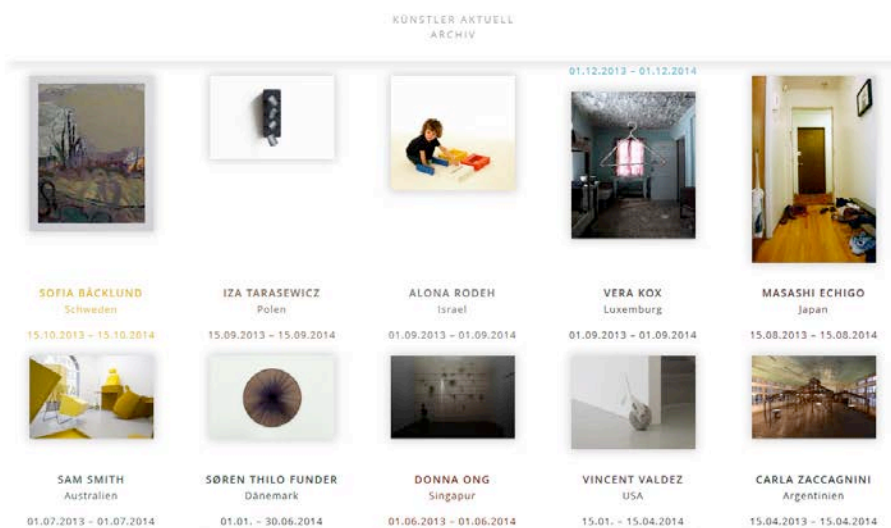 KÜNSTLER AKTUELL
ARCHIV
01.12.2013 – 01.12.2014
SOFIA BÄCKLUND
Schweden
15.10.2013 – 15.10.2014
IZA TARASEWICZ
Polen
15.09.2013 – 15.09.2014
ALONA RODEH
Israel
01.09.2013 – 01.09.2014
VERA KOX
Luxemburg
01.09.2013 – 01.09.2014
MASASHI ECHIGO
Japan
15.08.2013 – 15.08.2014
SAM SMITH
Australien
01.07.2013 – 01.07.2014
SØREN THILO FUNDER
Dänemark
01.01. – 30.06.2014
DONNA ONG
Singapur
01.06.2013 – 01.06.2014
VINCENT VALDEZ
USA
15.01. – 15.04.2014
CARLA ZACCAGNINI
Argentinien
15.04.2013 – 15.04.2014